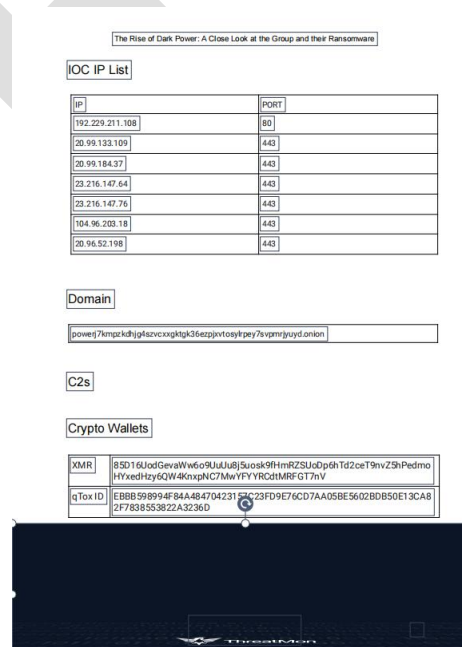 The Rise of Dark Power: A Close Look at the Group and their Ransomware
IOC IP List
IP PORT
192.229.211.108 80
20.99.133.109 443
20.99.184.37 443
23.216.147.64 443
23.216.147.76 443
104.96.203.18 443
20.96.52.198 443
Domain
powerj7kmpzkdhjg4szvcxxgktgk36ezpjxvtosylrpey7svpmrjyuyd.onion
C2s
Crypto Wallets
XMR 85D16UodGevaWw6o9UuUu8j5uosk9fHmRZSUoDp6hTd2ceT9nvZ5hPedmo
HYxedHzy6QW4KnxpNC7MwYFYYRCdtMRFGT7nV
qTox ID
2F7838553822A3236D
ThreatMon